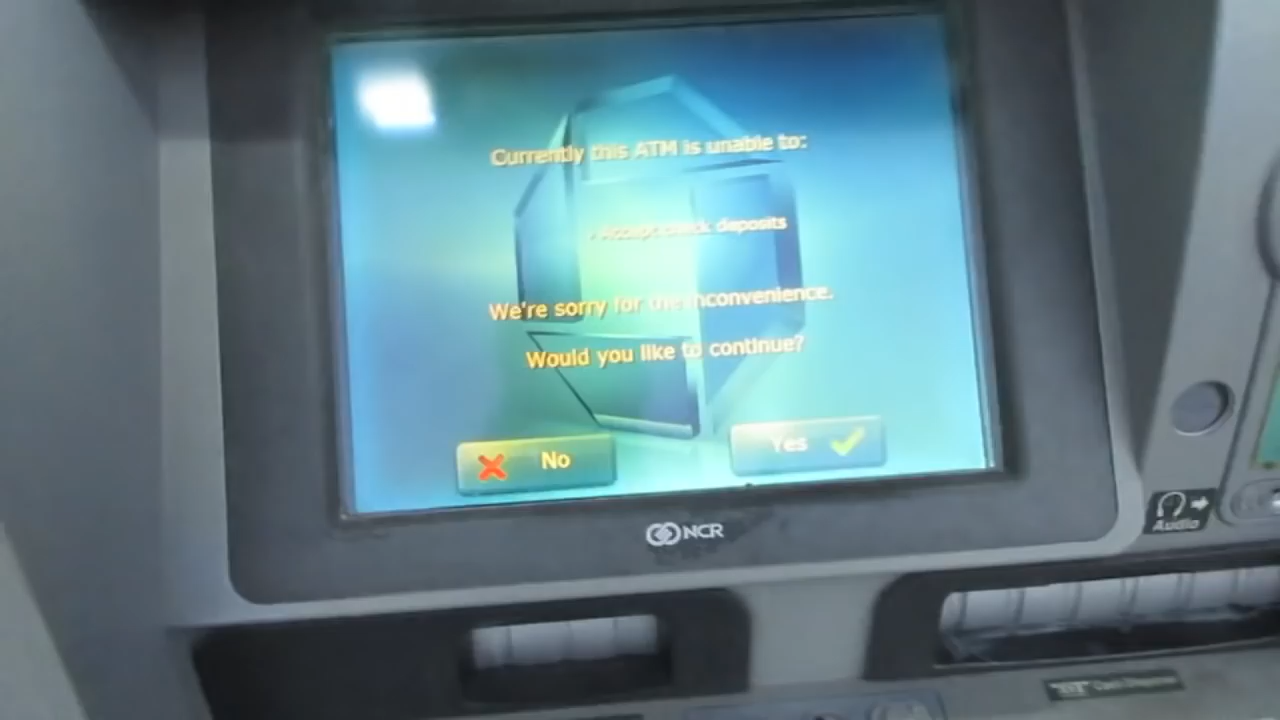 Currently this ATM is unable to:
- Accept check deposits
We're sorry for the inconvenience.
Would you like to continue?
No
Yes
NCR
Audio